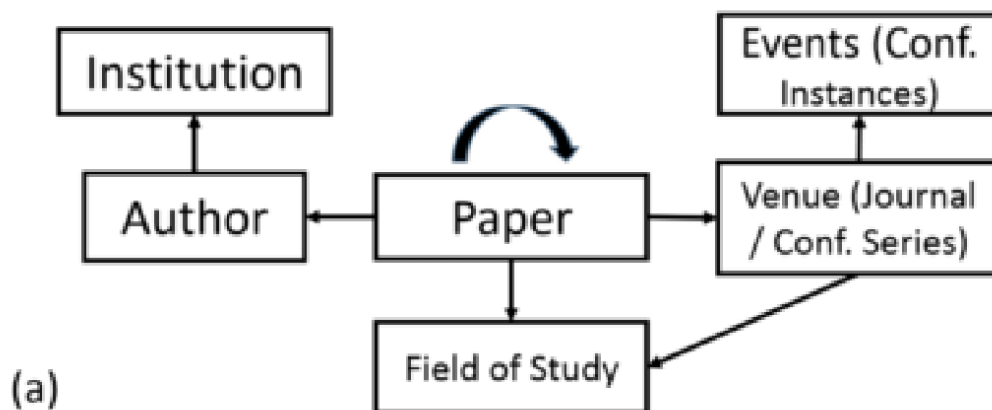 Institution
Events (Conf.
Instances)
Author
Paper
Venue (Journal
/ Conf. Series)
Field of Study
(a)